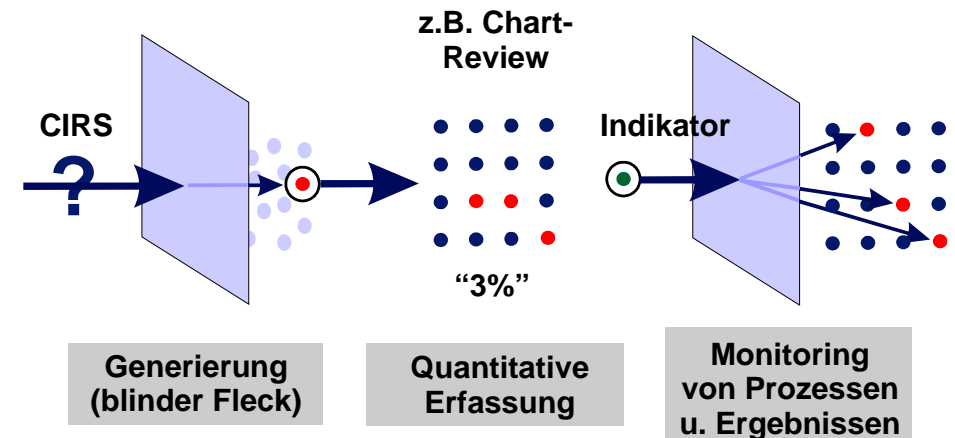 z.B. Chart-
Review
CIRS
?
Indikator
“3%”
Generierung
(blinder Fleck)
Quantitative
Erfassung
Monitoring
von Prozessen
u. Ergebnissen